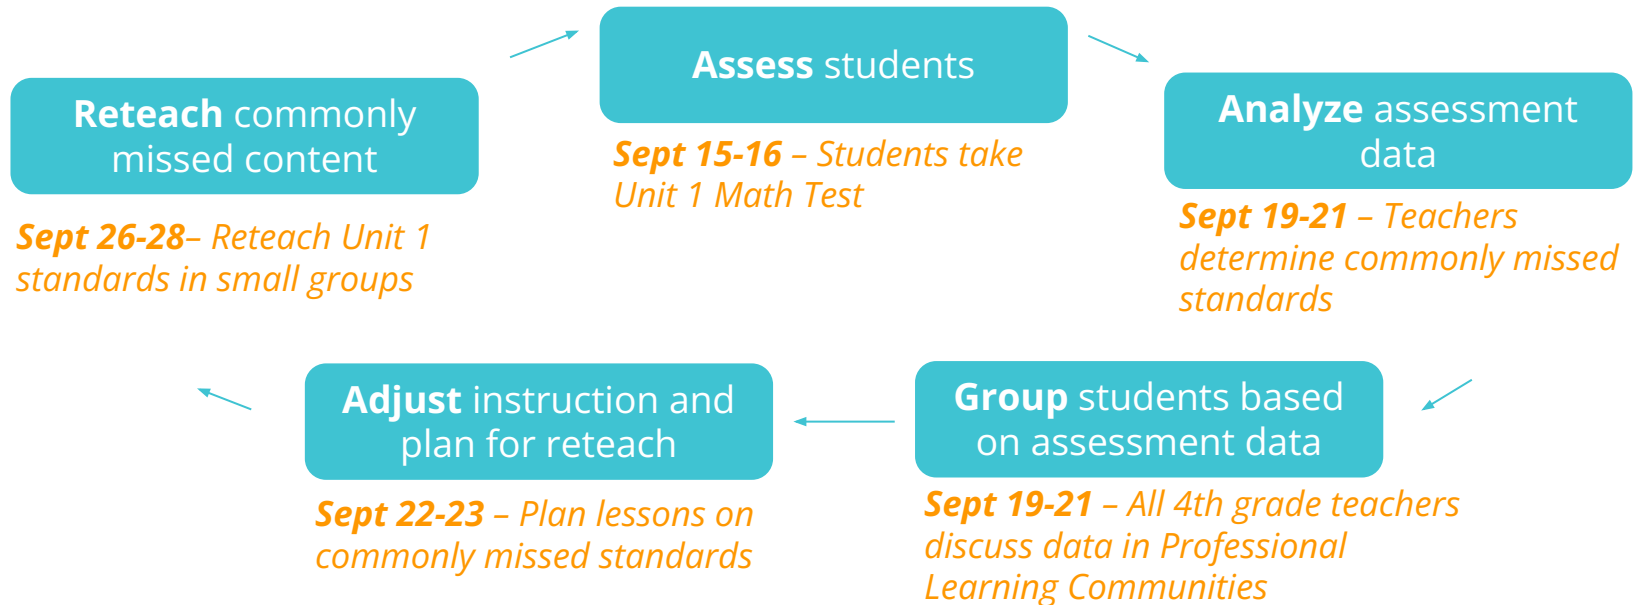 Assess students
Sept 15-16 – Students take
Unit 1 Math Test
Analyze assessment
data
Sept 19-21 – Teachers
determine commonly missed
standards
Group students based
on assessment data
Sept 19-21 – All 4th grade teachers
discuss data in Professional
Learning Communities
Adjust instruction and
plan for reteach
Sept 22-23 – Plan lessons on
commonly missed standards
Reteach commonly
missed content
Sept 26-28– Reteach Unit 1
standards in small groups